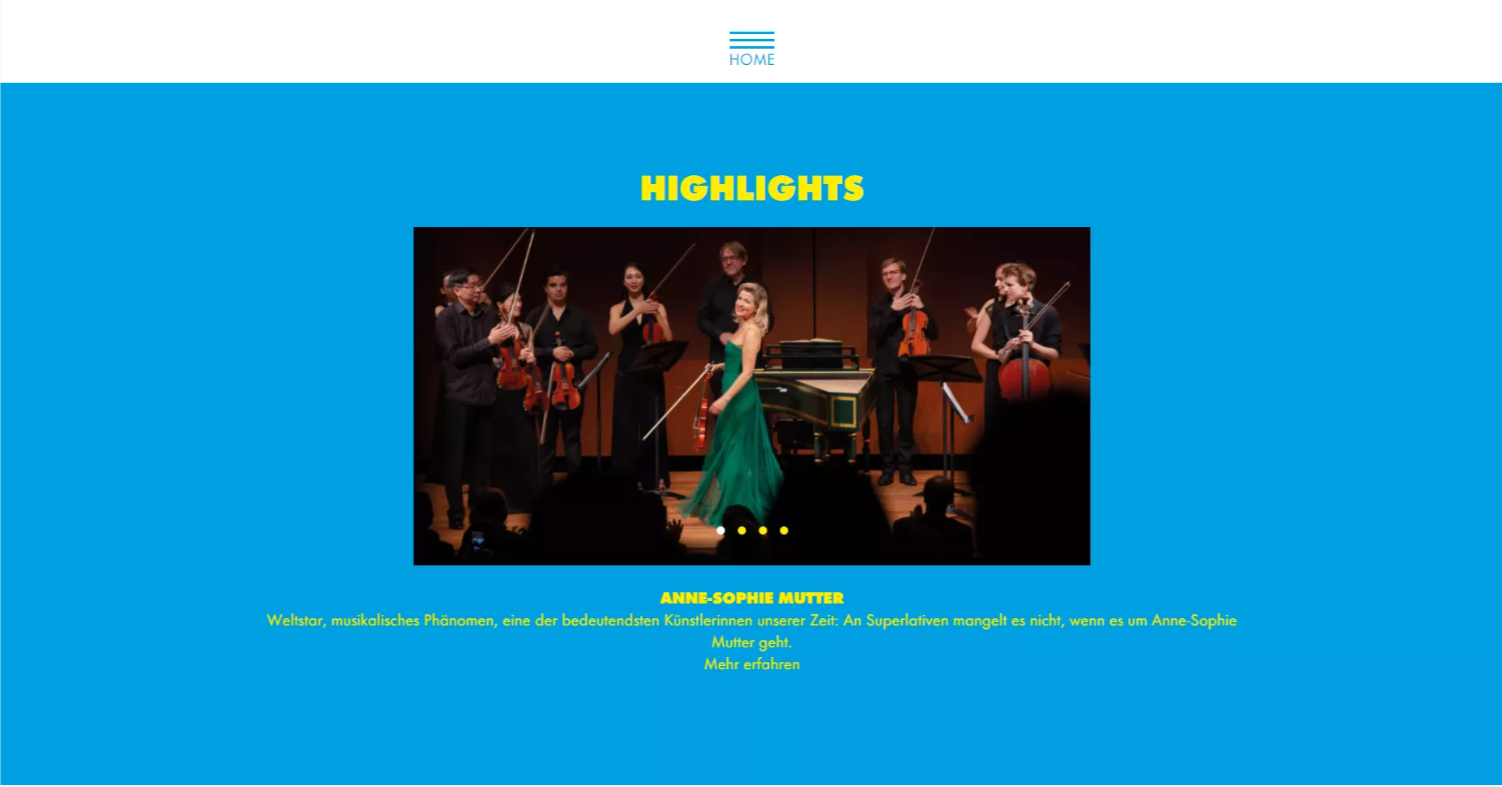 HOME
HIGHLIGHTS
ANNE-SOPHIE MUTTER
Weltstar, musikalisches Phänomen, eine der bedeutendsten Künstlerinnen unserer Zeit: An Superlativen mangelt es nicht, wenn es um Anne-Sophie
Mutter geht.
Mehr erfahren